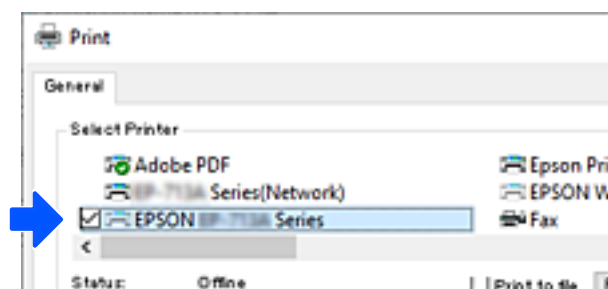 Print
General
Select Printer
Adobe PDF
Epson Pri
Series(Network)
EPSON W
EPSON Series
Fax
Status: Offline
Print to file